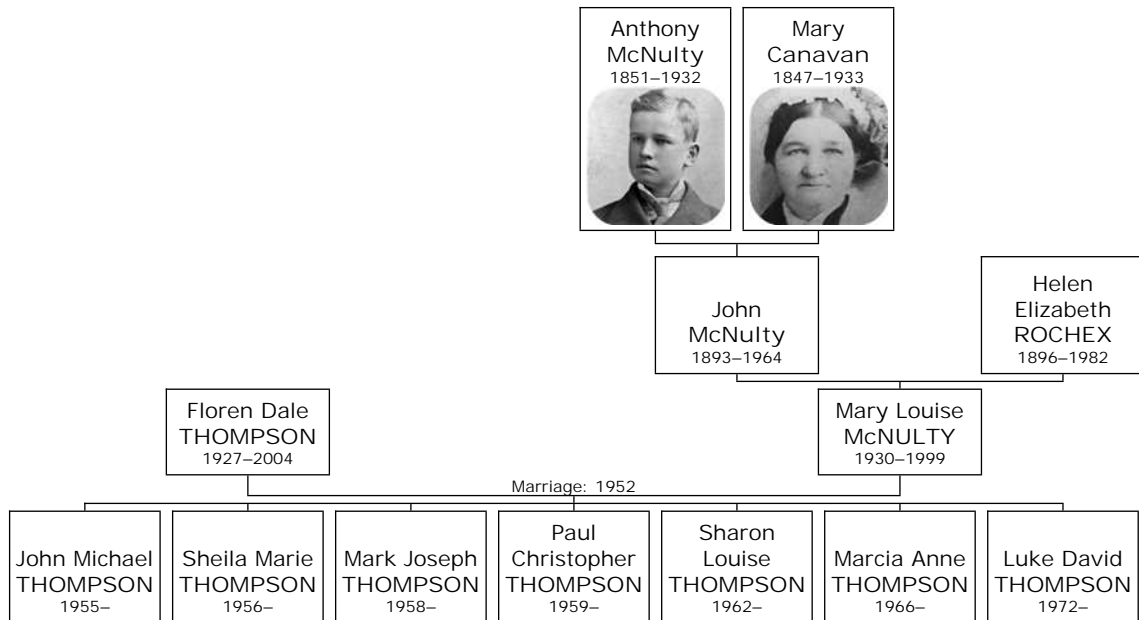 Anthony
McNulty
1851–1932
Mary
Canavan
1847–1933
John
McNulty
1893–1964
Helen
Elizabeth
ROCHEX
1896–1982
Floren Dale
THOMPSON
1927–2004
Mary Louise
McNULTY
1930–1999
Marriage: 1952
John Michael
THOMPSON
1955–
Sheila Marie
THOMPSON
1956–
Mark Joseph
THOMPSON
1958–
Paul
Christopher
THOMPSON
1959–
Sharon
Louise
THOMPSON
1962–
Marcia Anne
THOMPSON
1966–
Luke David
THOMPSON
1972–